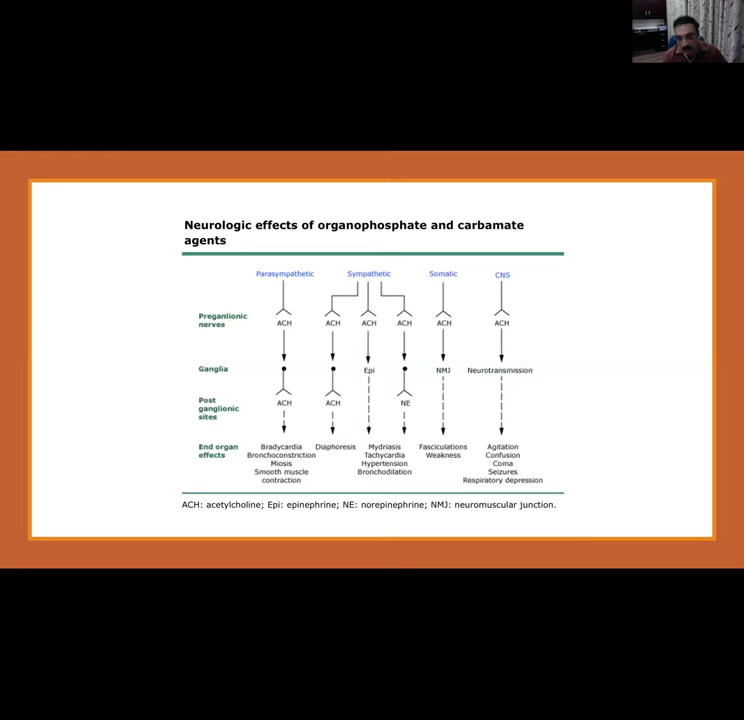 Neurologic effects of organophosphate and carbamate
agents
Parasympathetic Sympathetic Somatic CNS
Preganlionic
nerves
ACH ACH ACH ACH ACH ACH
Ganglia
Epi NMJ Neurotransmission
Post
ganglionic
sites
ACH ACH NE
End organ
effects
Bradycardia Diaphoresis Mydriasis Fasciculations Agitation
Bronchoconstriction Tachycardia Weakness Confusion
Miosis Hypertension Coma
Smooth muscle Bronchodilation Seizures
contraction Respiratory depression
ACH: acetylcholine; Epi: epinephrine; NE: norepinephrine; NMJ: neuromuscular junction.